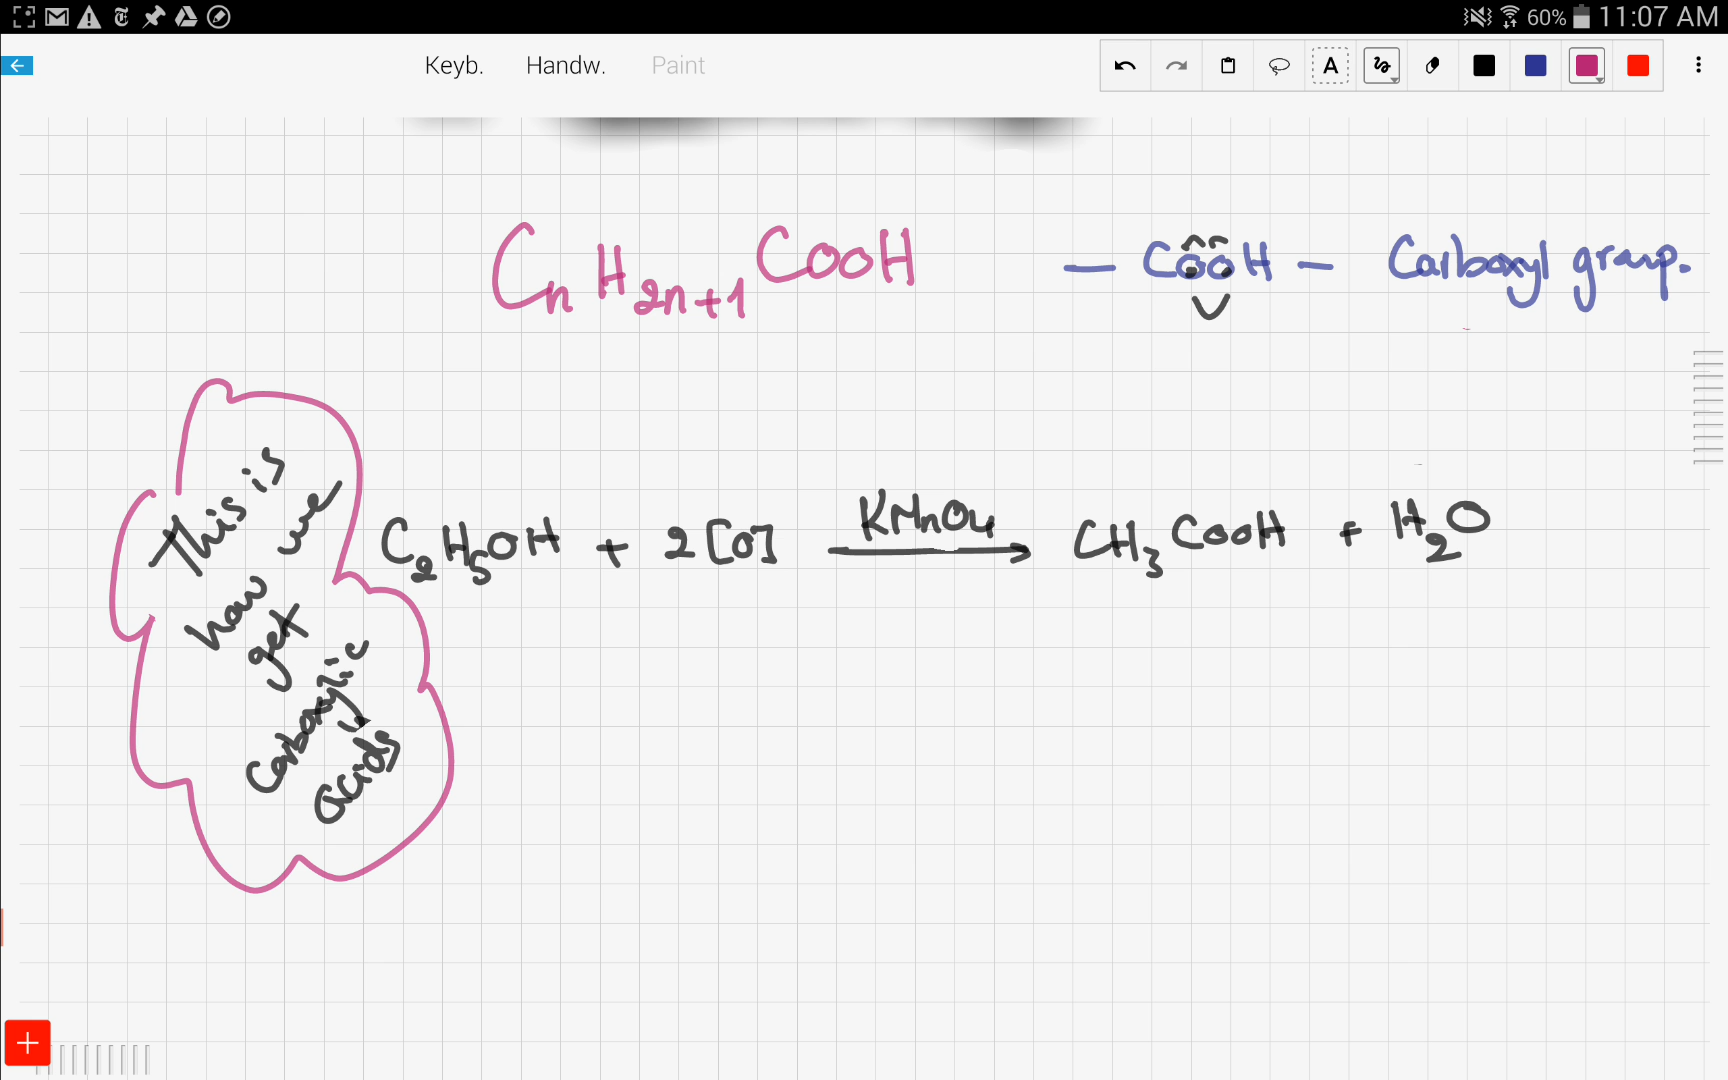 60% 11:07 AM
Keyb. Handw. Paint A
CnH2n+1COOH — COOH — Carboxyl group.
This is
how we
get
Carboxylic
acids
C2H5OH + 2[O] KMnO4 CH3COOH + H2O